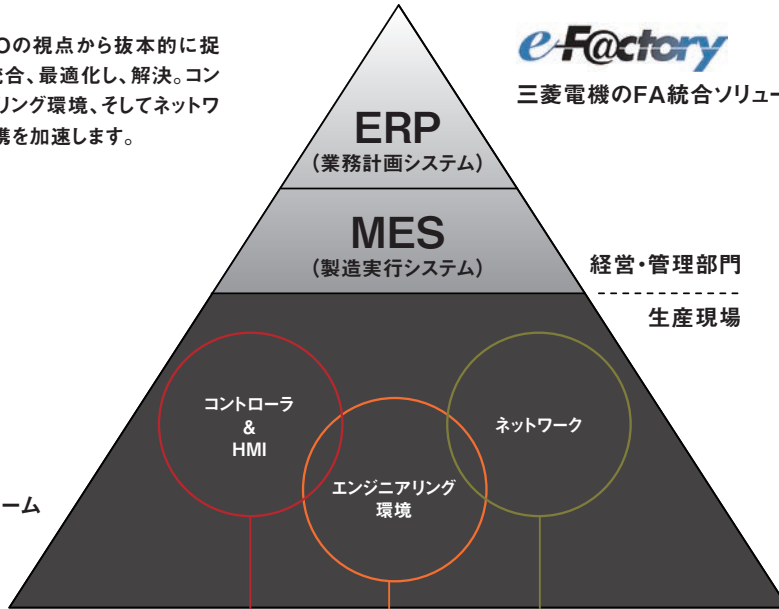 Oの視点から抜本的に捉
合、最適化し、解決。コン
リング環境、そしてネットワ
携を加速します。
e-F@ctory
三菱電機のFA統合ソリュー
ERP
(業務計画システム)
MES
(製造実行システム)
経営・管理部門
生産現場
コントローラ
&
HMI
ネットワーク
エンジニアリング
環境
ーム